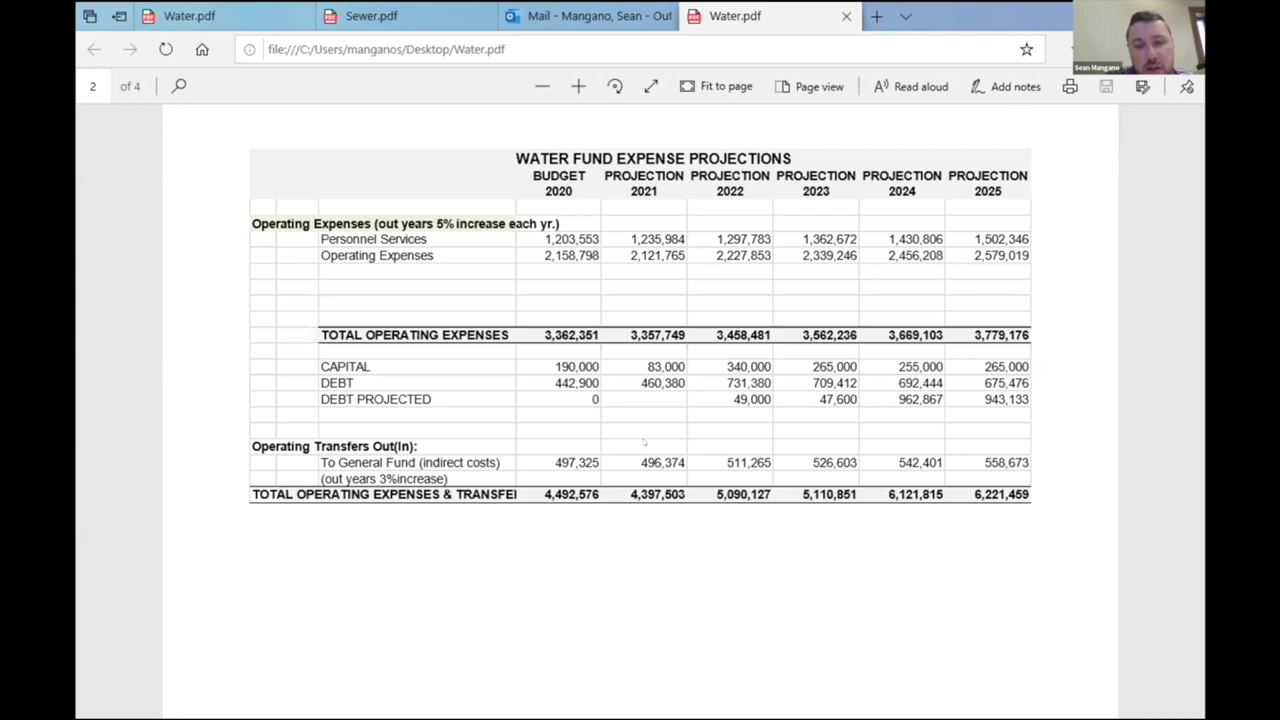 Water.pdf Sewer.pdf Mail - Mangano, Sean - Out Water.pdf
file:///C:/Users/manganos/Desktop/Water.pdf
Sean Mangano
2 of 4 Fit to page Page view Read aloud Add notes
WATER FUND EXPENSE PROJECTIONS
BUDGET PROJECTION PROJECTION PROJECTION PROJECTION PROJECTION
2020 2021 2022 2023 2024 2025
Operating Expenses (out years 5% increase each yr.)
Personnel Services 1,203,553 1,235,984 1,297,783 1,362,672 1,430,806 1,502,346
Operating Expenses 2,158,798 2,121,765 2,227,853 2,339,246 2,456,208 2,579,019
TOTAL OPERATING EXPENSES 3,362,351 3,357,749 3,458,481 3,562,236 3,669,103 3,779,176
CAPITAL 190,000 83,000 340,000 265,000 255,000 265,000
DEBT 442,900 460,380 731,380 709,412 692,444 675,476
DEBT PROJECTED 0 49,000 47,600 962,867 943,133
Operating Transfers Out(In):
To General Fund (indirect costs) 497,325 496,374 511,265 526,603 542,401 558,673
(out years 3%increase)
TOTAL OPERATING EXPENSES & TRANSFEI 4,492,576 4,397,503 5,090,127 5,110,851 6,121,815 6,221,459